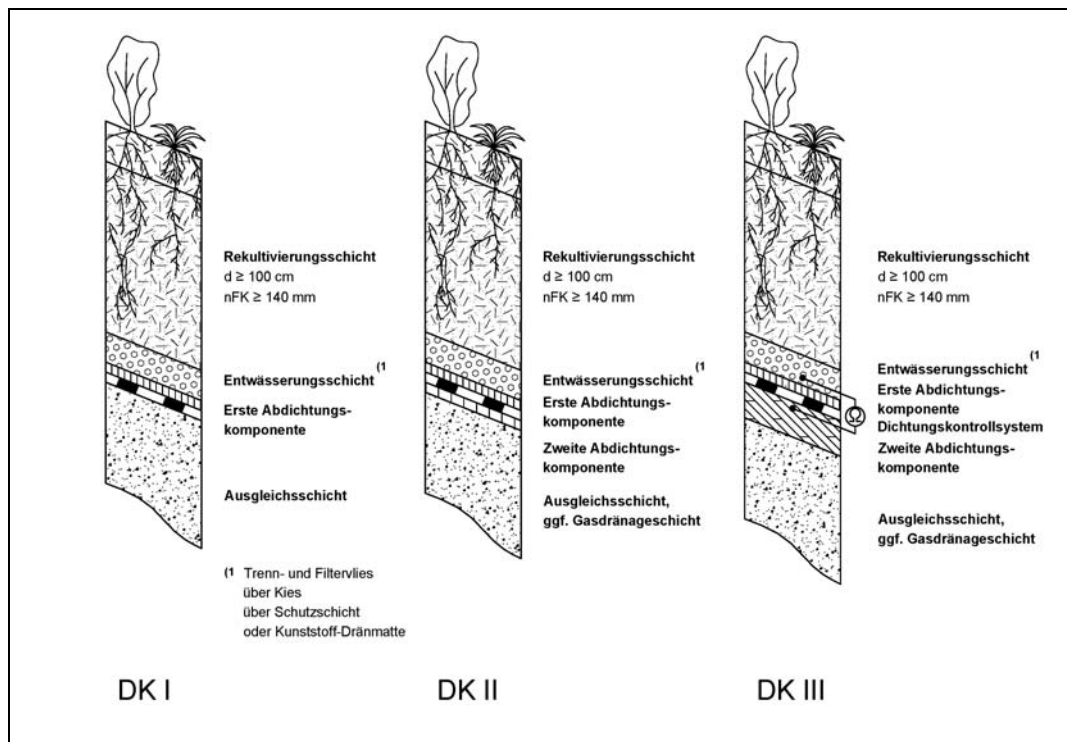 Rekultivierungsschicht
d ≥ 100 cm
nFK ≥ 140 mm
Entwässerungsschicht (1
Erste Abdichtungs-
komponente
Ausgleichsschicht
(1 Trenn- und Filtervlies
über Kies
über Schutzschicht
oder Kunststoff-Dränmatte
DK I
Rekultivierungsschicht
d ≥ 100 cm
nFK ≥ 140 mm
Entwässerungsschicht (1
Erste Abdichtungs-
komponente
Zweite Abdichtungs-
komponente
Ausgleichsschicht,
ggf. Gasdränageschicht
DK II
Rekultivierungsschicht
d ≥ 100 cm
nFK ≥ 140 mm
Entwässerungsschicht (1
Erste Abdichtungs-
komponente
Dichtungskontrollsystem
Zweite Abdichtungs-
komponente
Ausgleichsschicht,
ggf. Gasdränageschicht
Ω
DK III